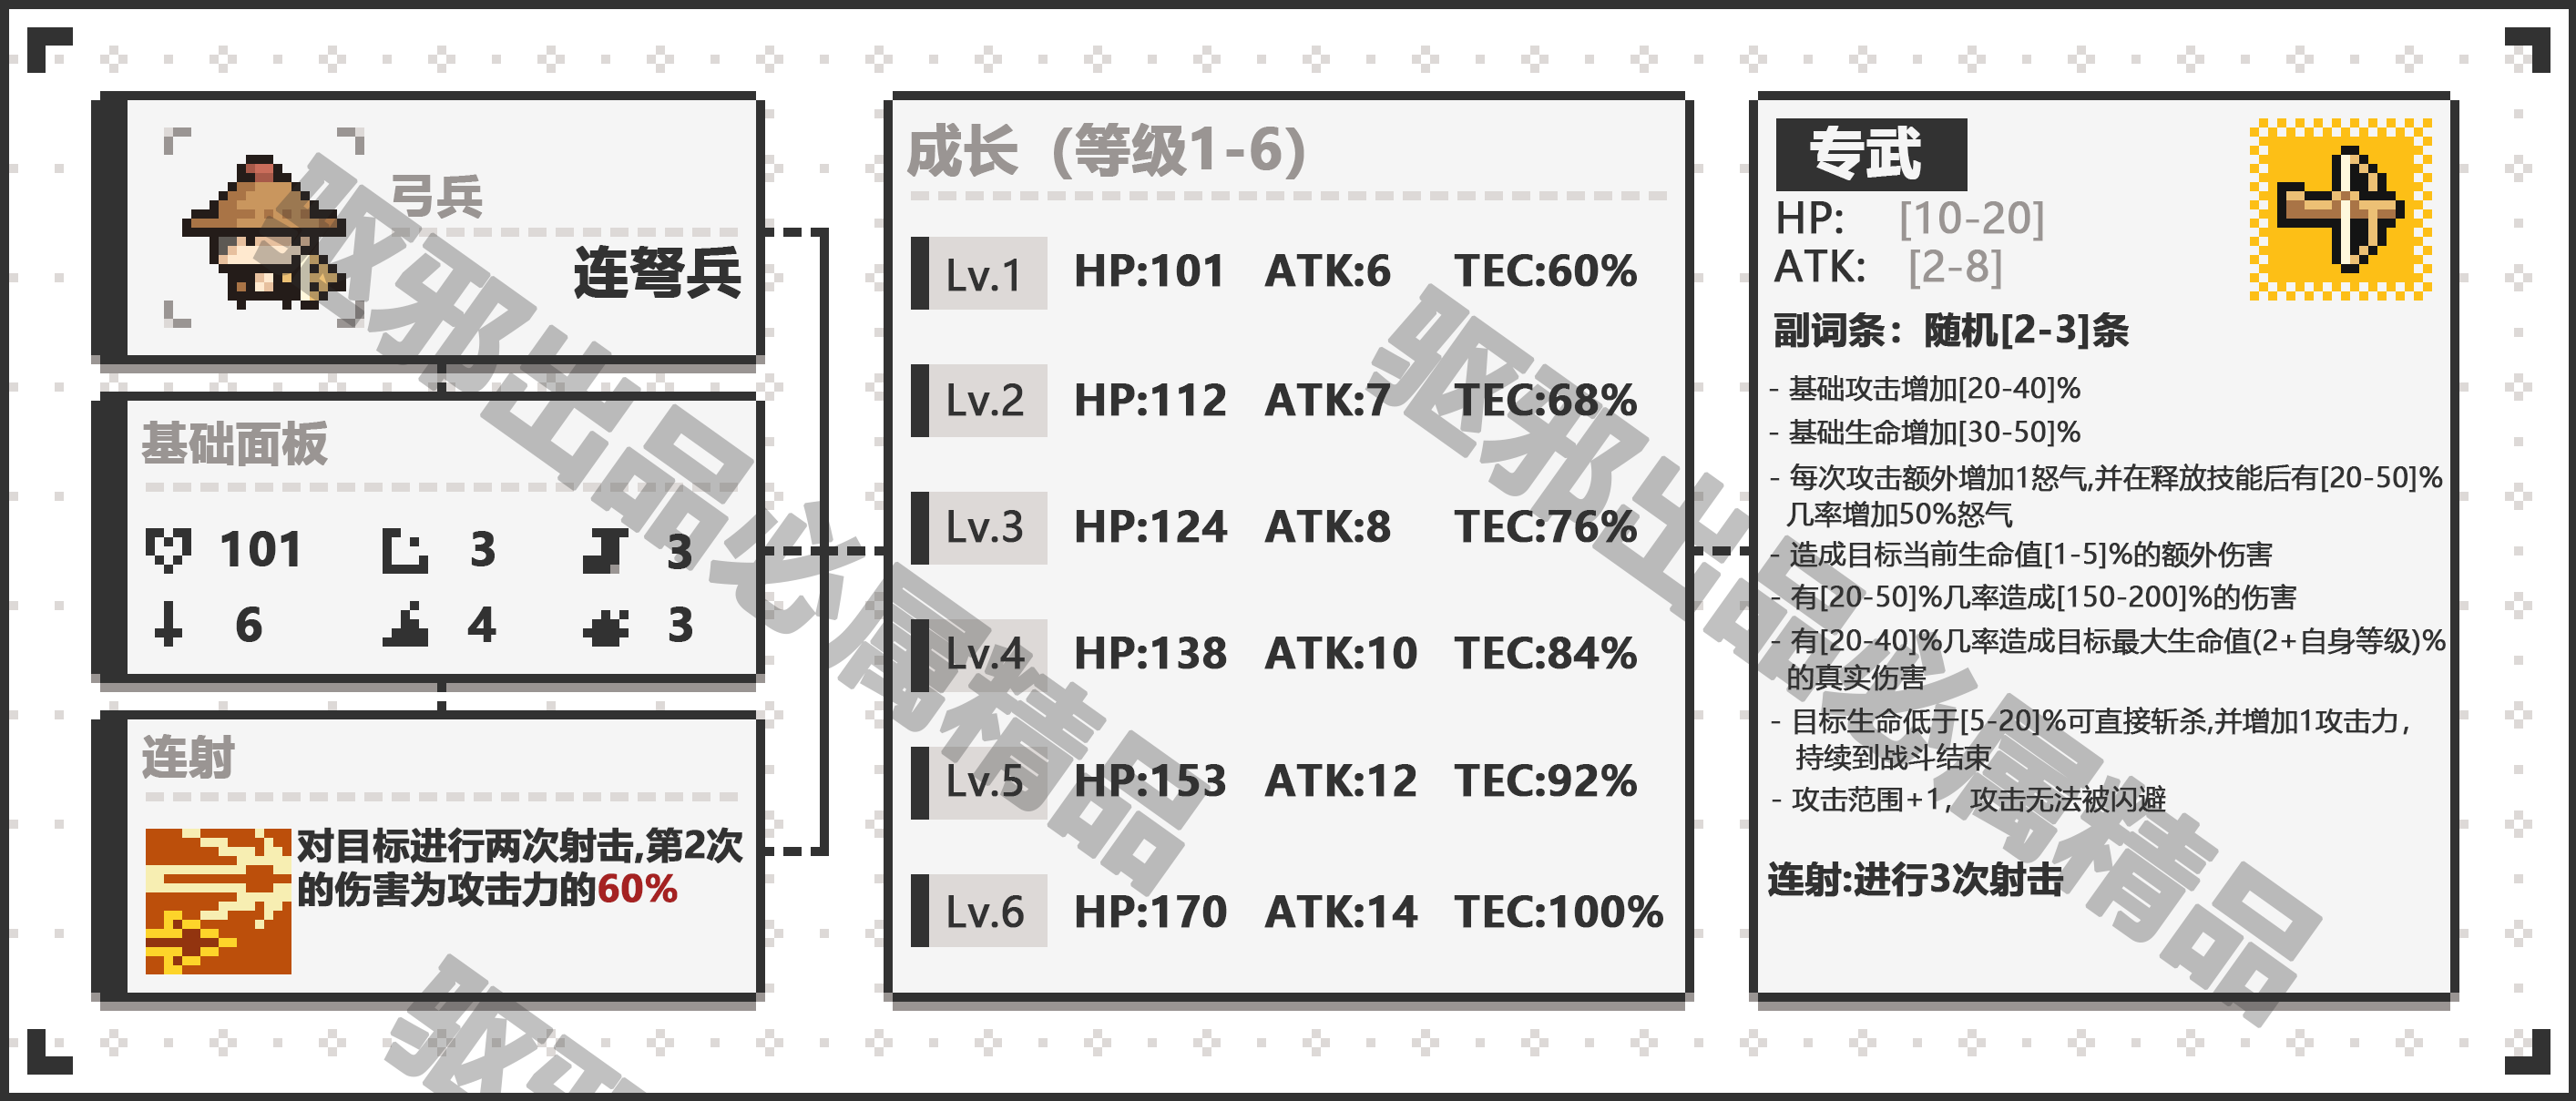 弓兵
连弩兵
基础面板
101 3 3
6 4 3
连射
对目标进行两次射击,第2次
的伤害为攻击力的60%
成长（等级1-6）
Lv.1 HP:101 ATK:6 TEC:60%
Lv.2 HP:112 ATK:7 TEC:68%
Lv.3 HP:124 ATK:8 TEC:76%
Lv.4 HP:138 ATK:10 TEC:84%
Lv.5 HP:153 ATK:12 TEC:92%
Lv.6 HP:170 ATK:14 TEC:100%
专武
HP: [10-20]
ATK: [2-8]
副词条：随机[2-3]条
- 基础攻击增加[20-40]%
- 基础生命增加[30-50]%
- 每次攻击额外增加1怒气,并在释放技能后有[20-50]%
几率增加50%怒气
- 造成目标当前生命值[1-5]%的额外伤害
- 有[20-50]%几率造成[150-200]%的伤害
- 有[20-40]%几率造成目标最大生命值(2+自身等级)%
的真实伤害
- 目标生命低于[5-20]%可直接斩杀,并增加1攻击力，
持续到战斗结束
- 攻击范围+1，攻击无法被闪避
连射:进行3次射击
驱邪出品必属精品
驱邪出品必属精品
驱邪